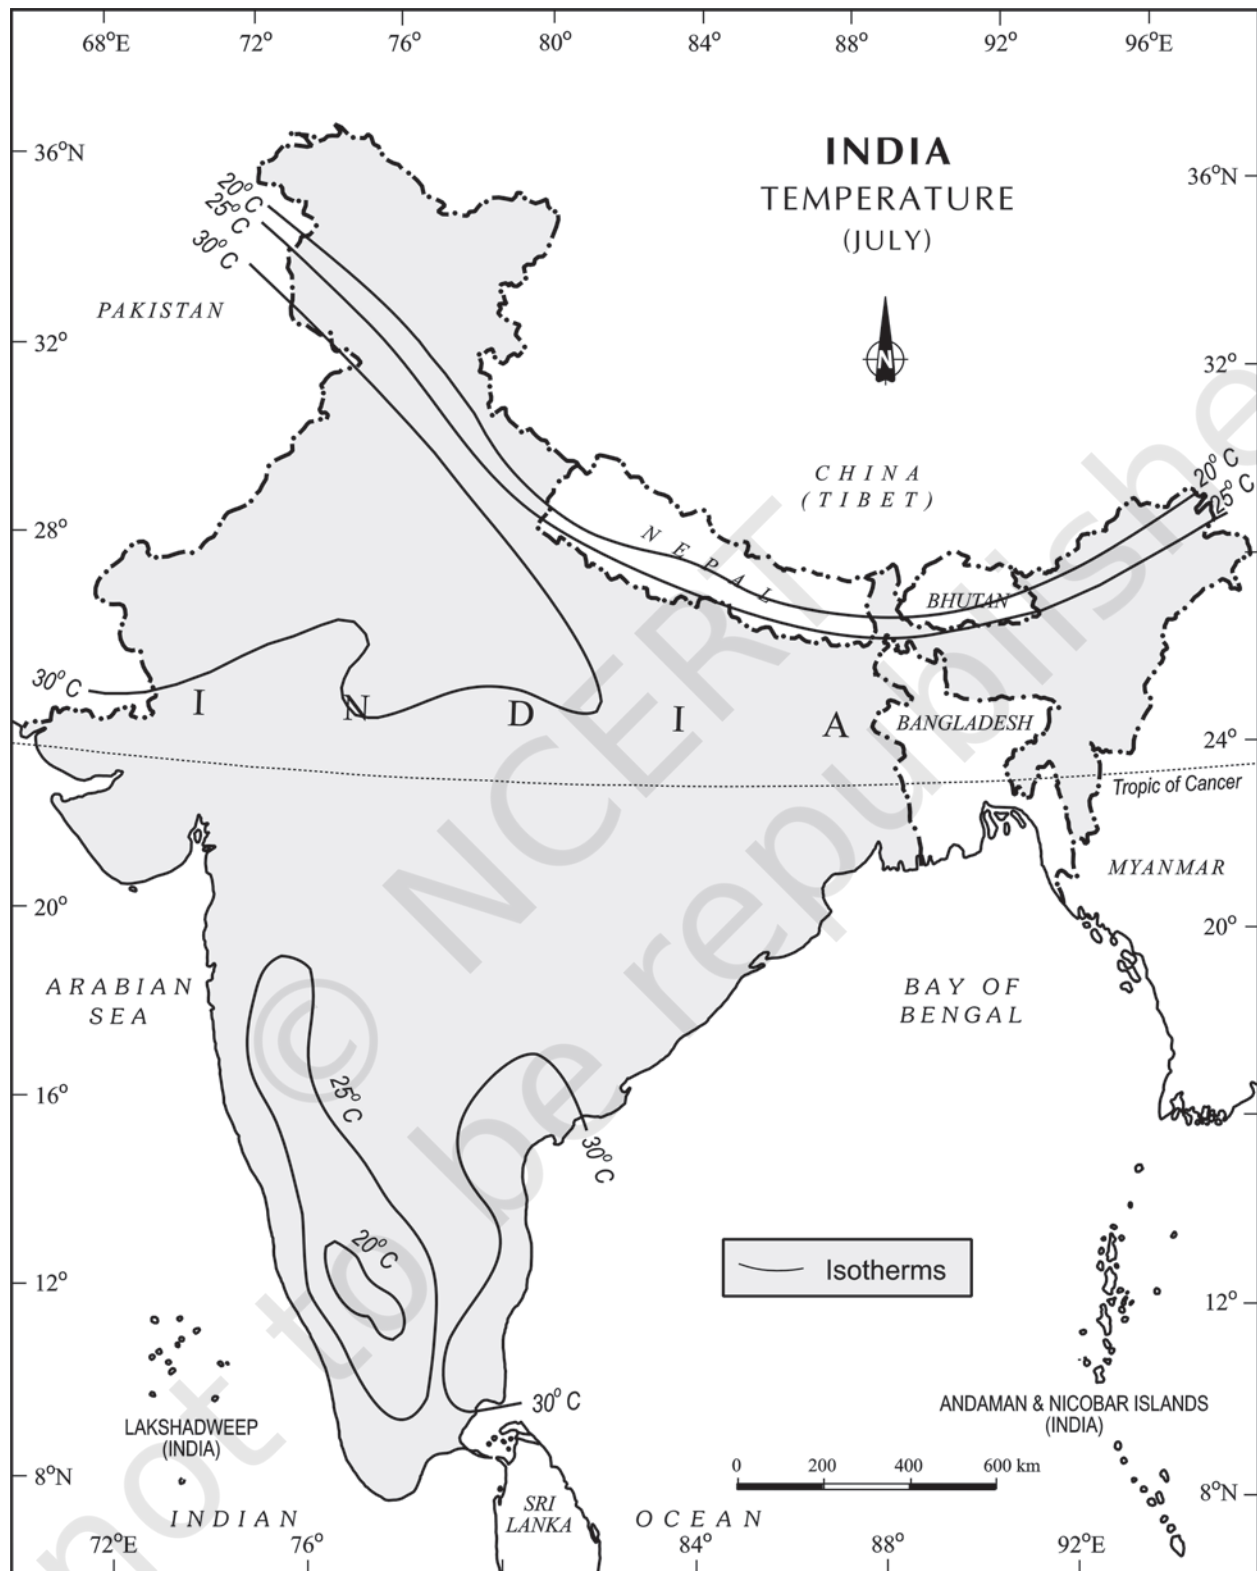 68°E 72° 76° 80° 84° 88° 92° 96°E
INDIA
TEMPERATURE
(JULY)
36°N
36°N
20°C
25°C
30°C
PAKISTAN
N
32°
32°
CHINA
(TIBET)
20°C
25°C
28°
NEPAL
BHUTAN
30°C
I N D I A
BANGLADESH
24°
Tropic of Cancer
MYANMAR
20°
20°
ARABIAN
SEA
BAY OF
BENGAL
25°C
16°
30°C
20°C
12°
12°
Isotherms
30°C
LAKSHADWEEP
(INDIA)
ANDAMAN & NICOBAR ISLANDS
(INDIA)
0 200 400 600 km
8°N
8°N
SRI
LANKA
INDIAN OCEAN
72°E 76° 84° 88° 92°E
© NCERT
not to be republishe